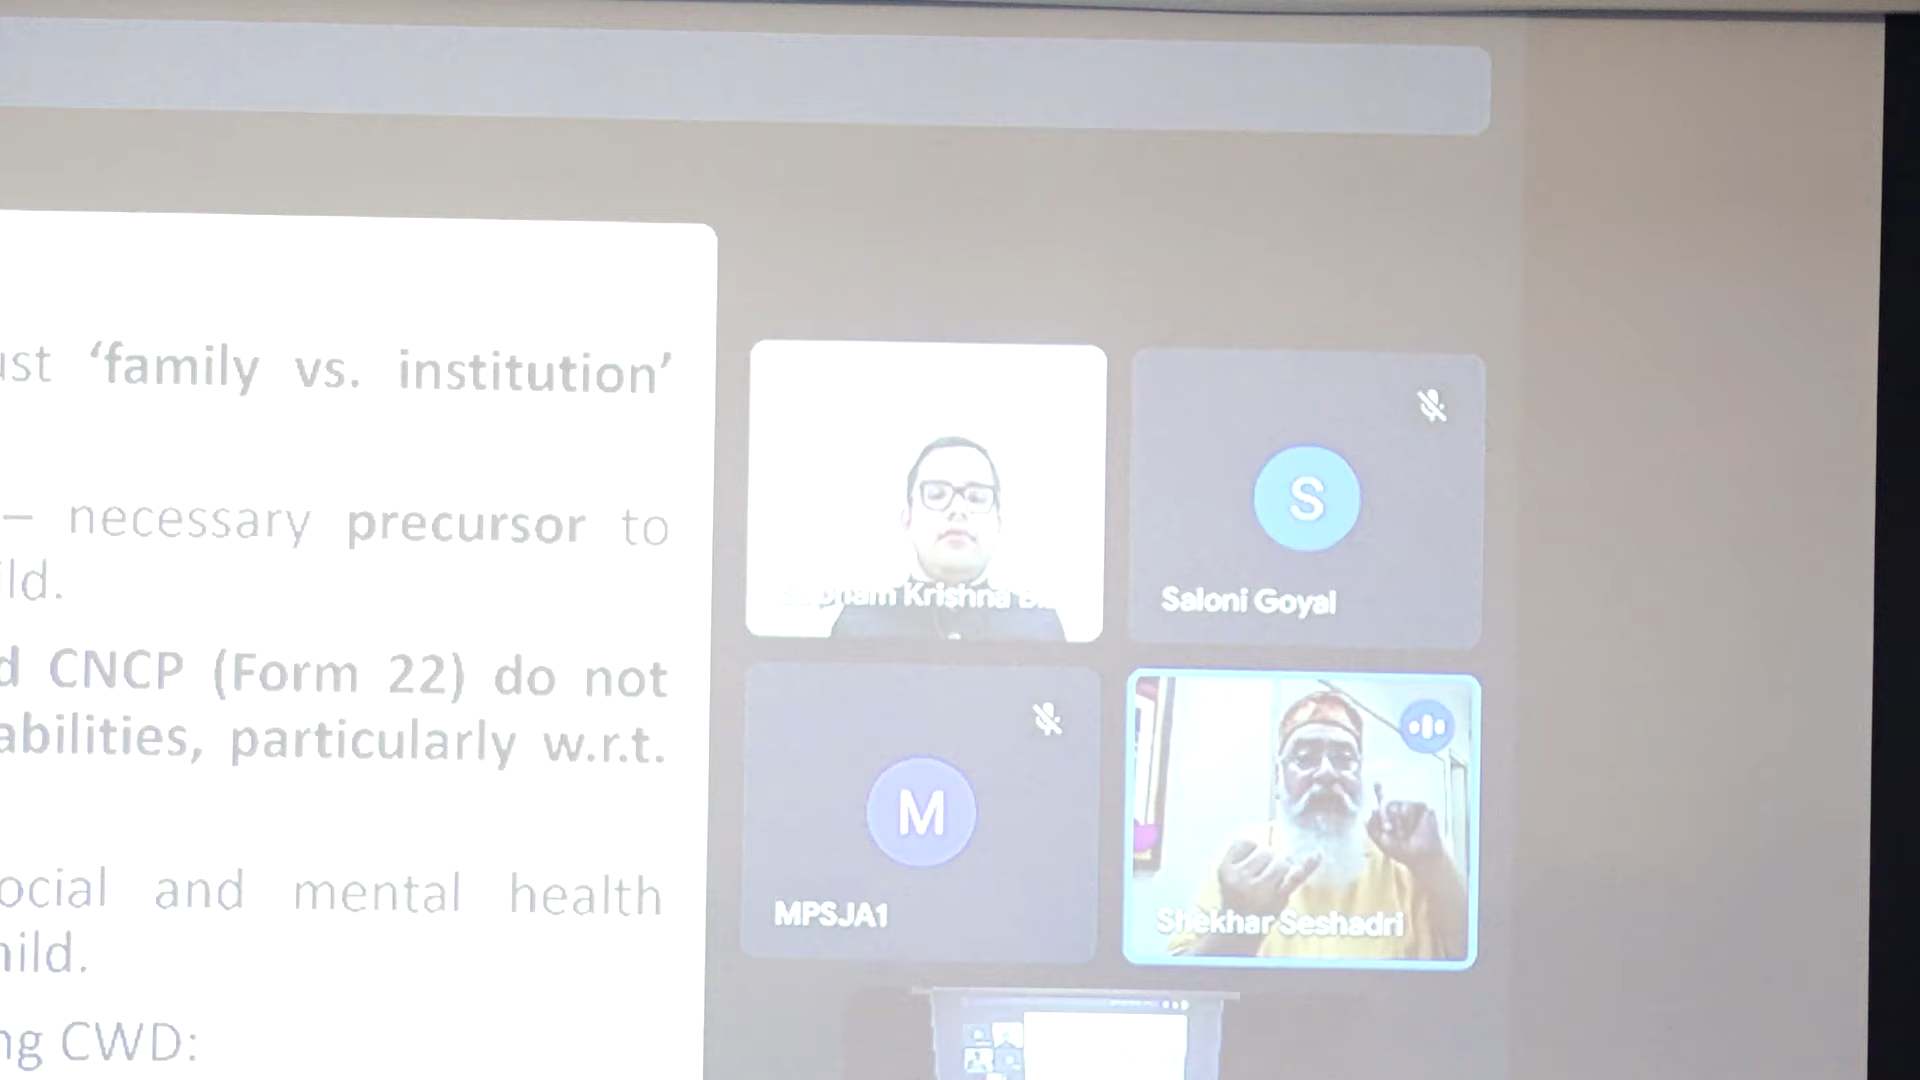 ust ‘family vs. institution’
– necessary precursor to
ild.
d CNCP (Form 22) do not
abilities, particularly w.r.t.
ocial and mental health
hild.
ng CWD:
Krishna
S
Saloni Goyal
M
MPSJA1
Shekhar Seshadri